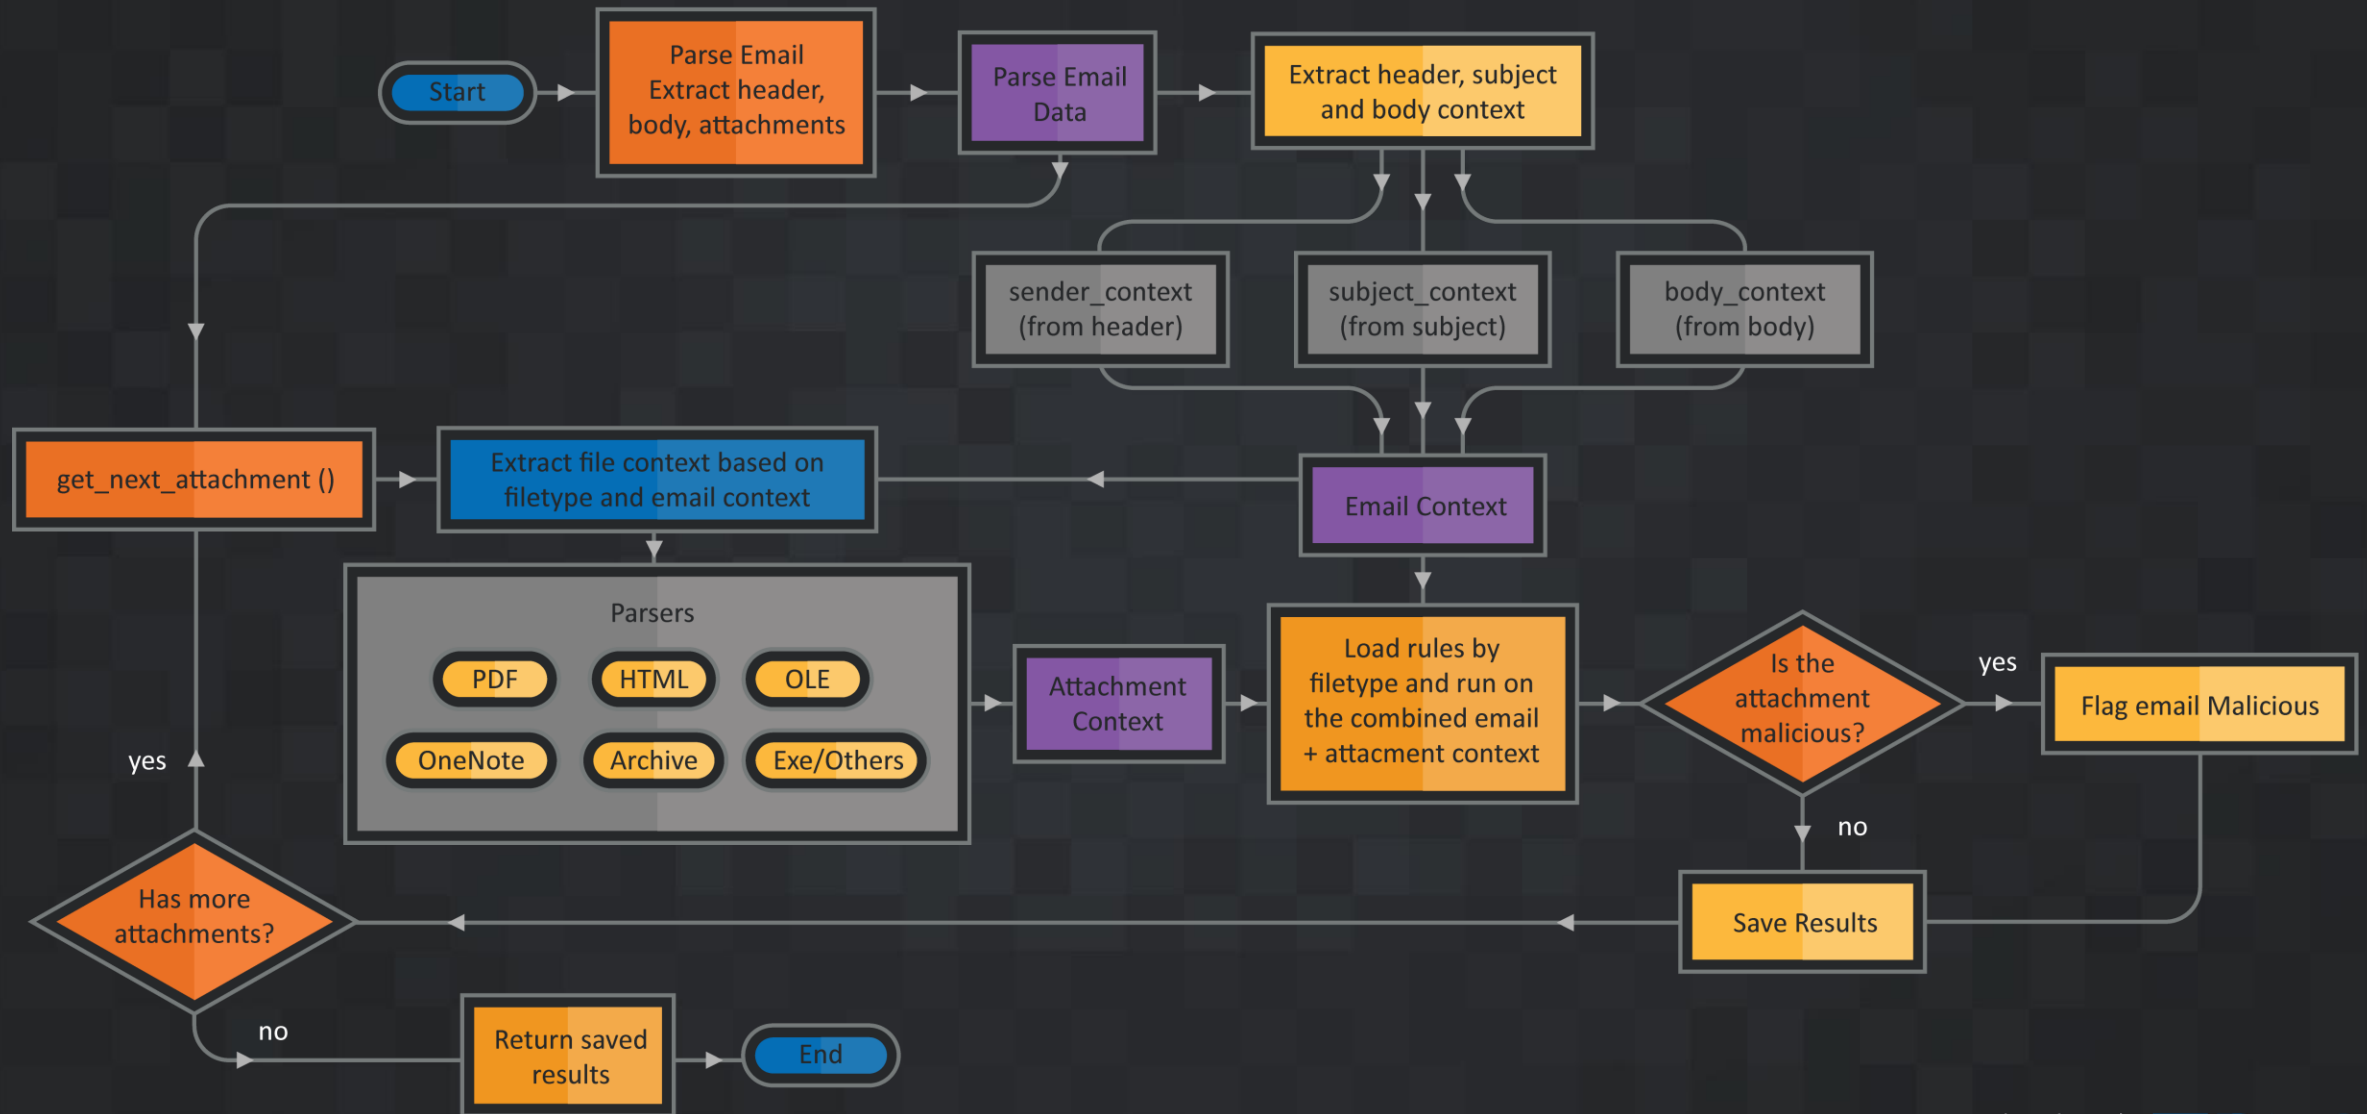 Start
Parse Email
Extract header,
body, attachments
Parse Email
Data
Extract header, subject
and body context
sender_context
(from header)
subject_context
(from subject)
body_context
(from body)
get_next_attachment ()
Extract file context based on
filetype and email context
Email Context
Parsers
PDF
HTML
OLE
OneNote
Archive
Exe/Others
Attachment
Context
Load rules by
filetype and run on
the combined email
+ attacment context
Is the
attachment
malicious?
yes
Flag email Malicious
no
Save Results
yes
Has more
attachments?
no
Return saved
results
End